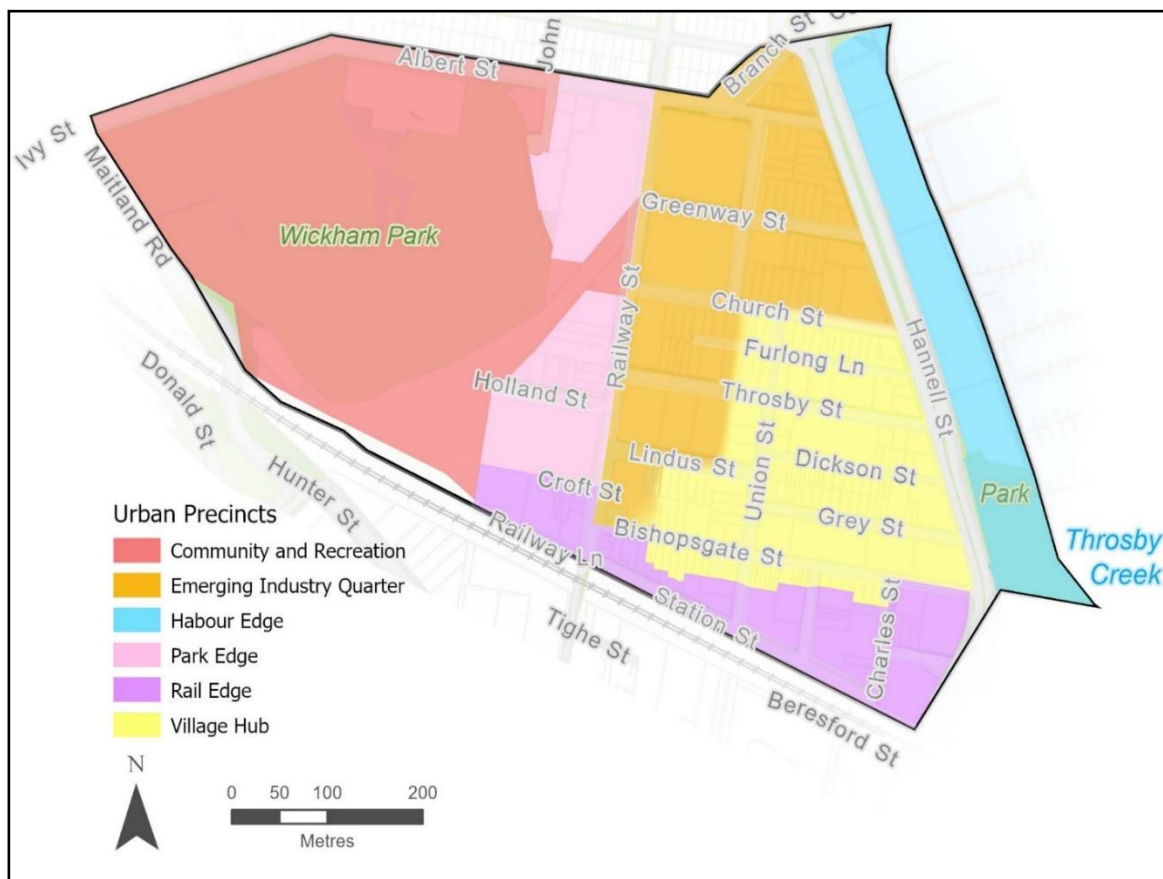 John
Albert St
Branch St
Ivy St
Maitland Rd
Wickham Park
Greenway St
Railway St
Church St
Hannell St
Furlong Ln
Donald St
Holland St
Throsby St
Hunter St
Lindus St
Union St
Dickson St
Park
Croft St
Grey St
Urban Precincts
Bishopsgate St
Throsby
Creek
Community and Recreation
Railway Ln
Emerging Industry Quarter
Station St
Charles St
Habour Edge
Tighe St
Park Edge
Rail Edge
Beresford St
Village Hub
N
0 50 100 200
Metres